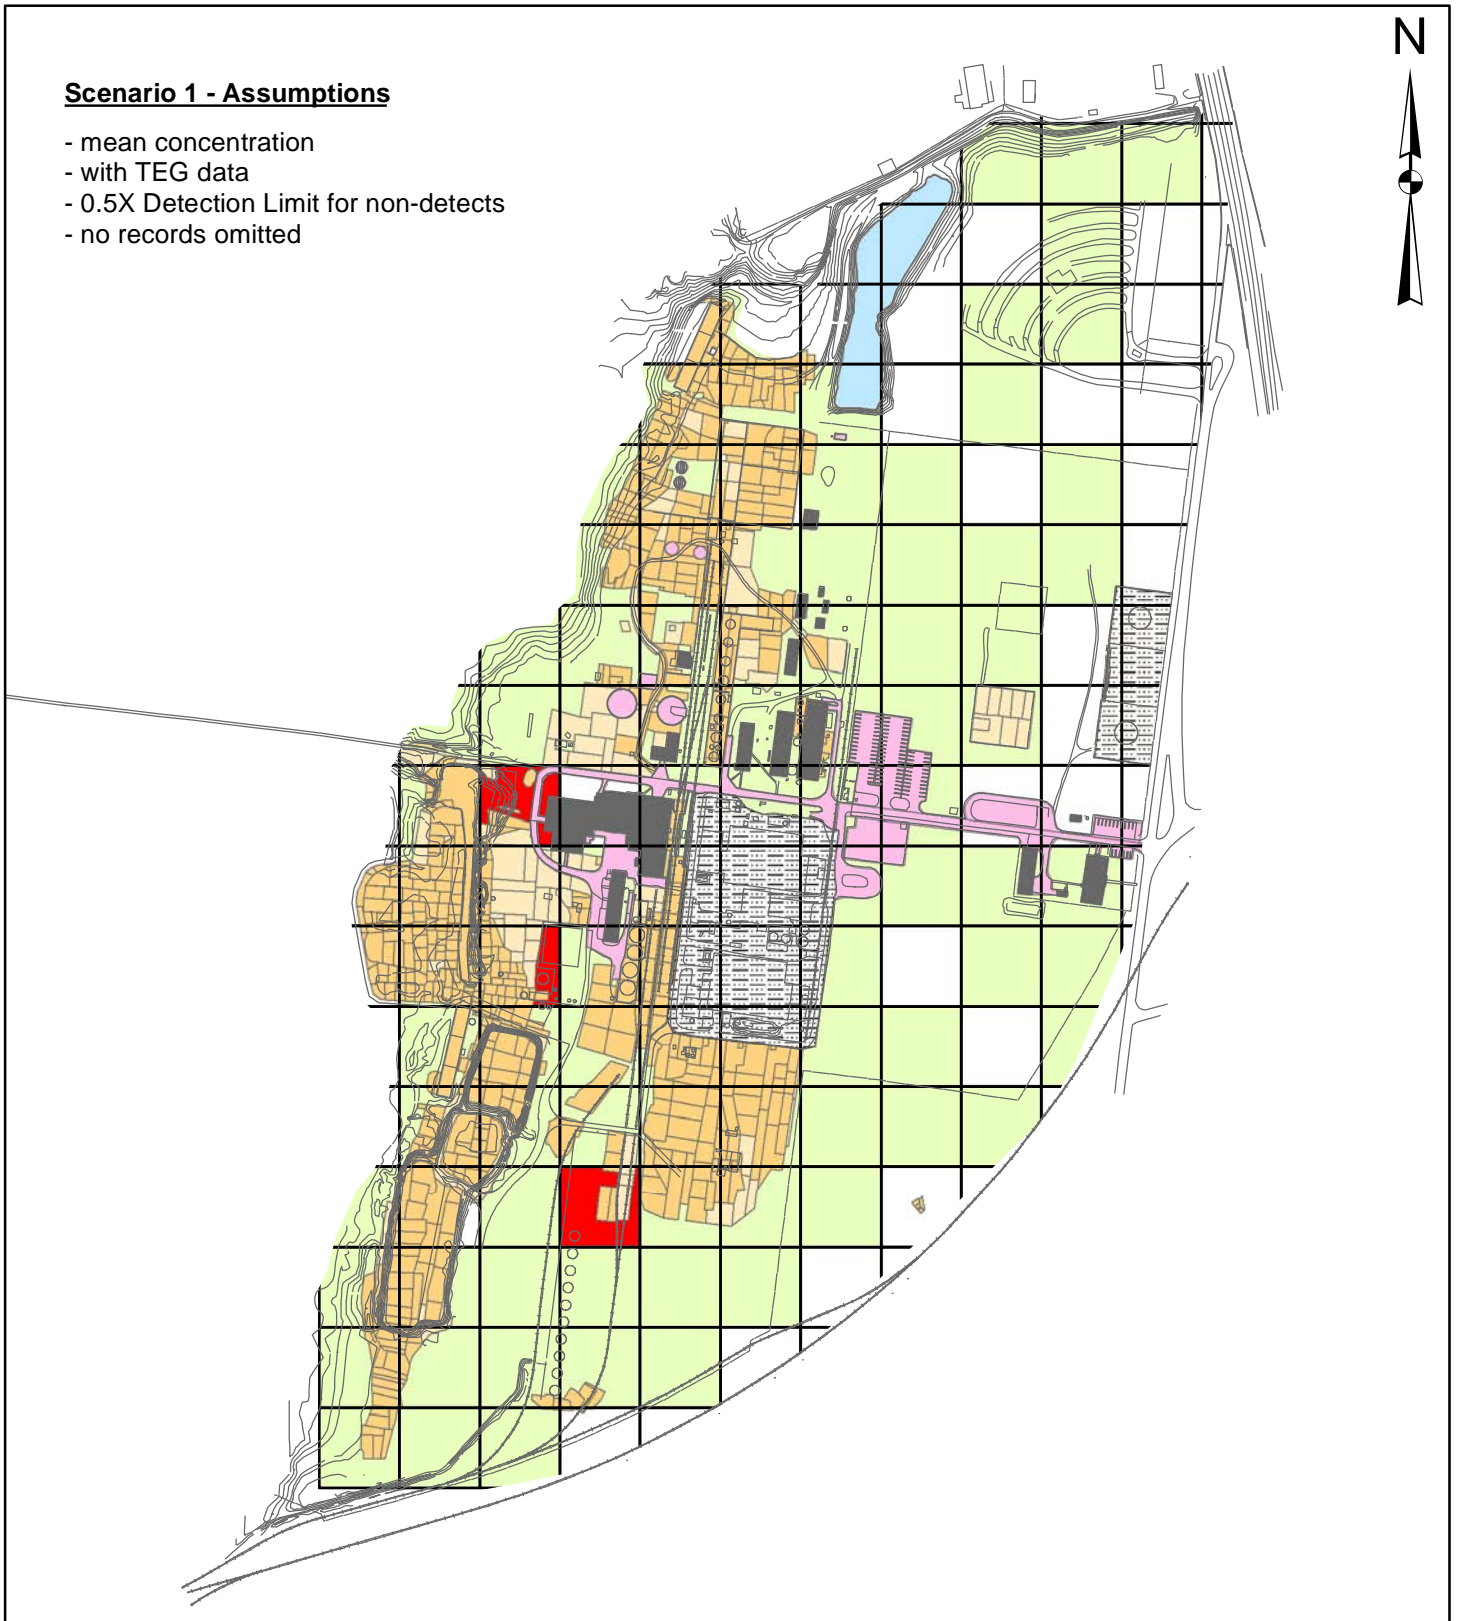 Scenario 1 - Assumptions
- mean concentration
- with TEG data
- 0.5X Detection Limit for non-detects
- no records omitted
N